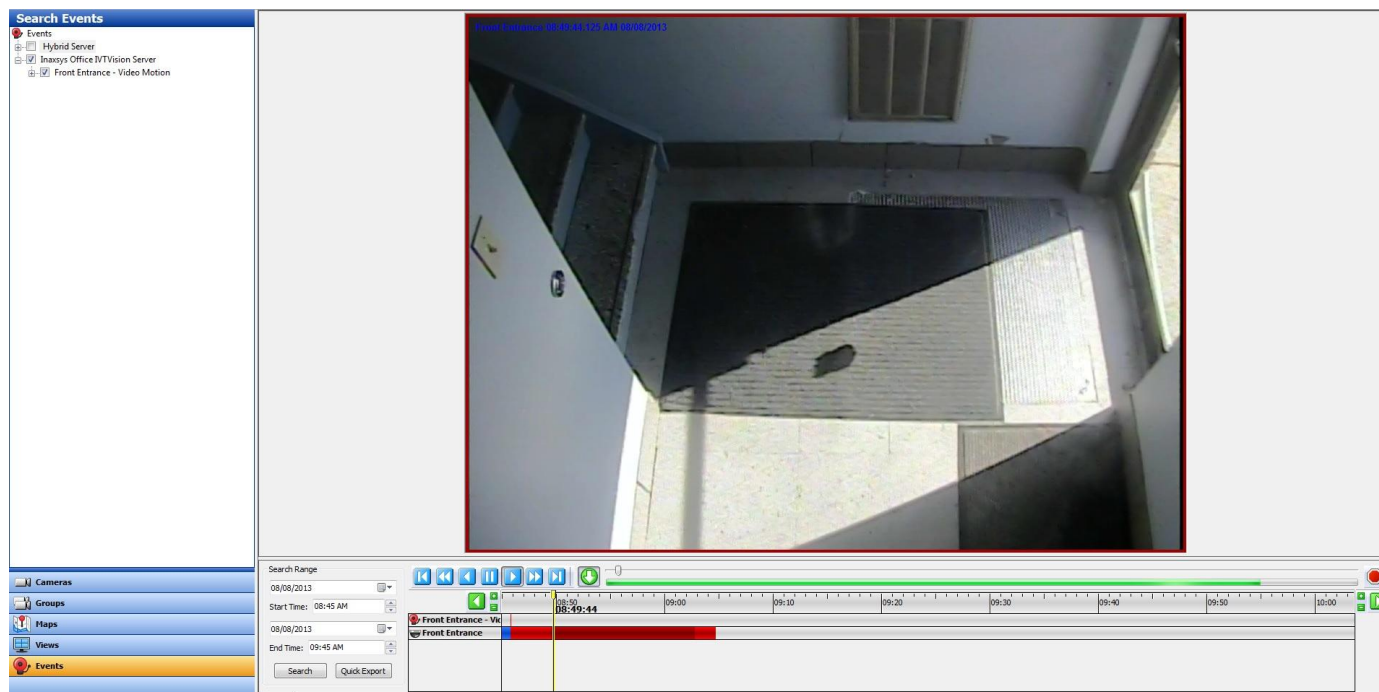 Search Events
Events
Hybrid Server
Inaxsys Office IVTVision Server
Front Entrance - Video Motion
Front Entrance 08:49:44.125 AM 08/08/2013
Cameras
Groups
Maps
Views
Events
Search Range
08/08/2013
Start Time: 08:45 AM
08/08/2013
End Time: 09:45 AM
Search Quick Export
08:50 09:00 09:10 09:20 09:30 09:40 09:50 10:00
08:49:44
Front Entrance - Vic
Front Entrance